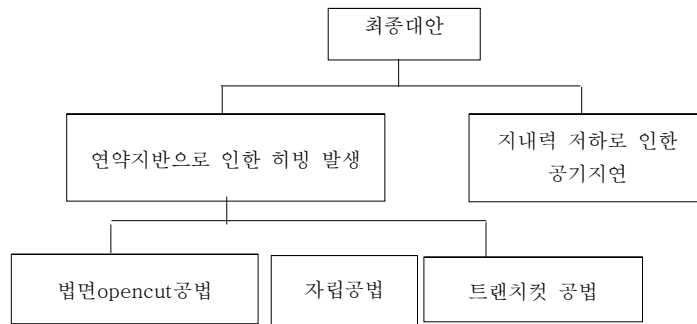 최종대안
연약지반으로 인한 히빙 발생
지내력 저하로 인한
공기지연
법면opencut공법
자립공법
트랜치컷 공법